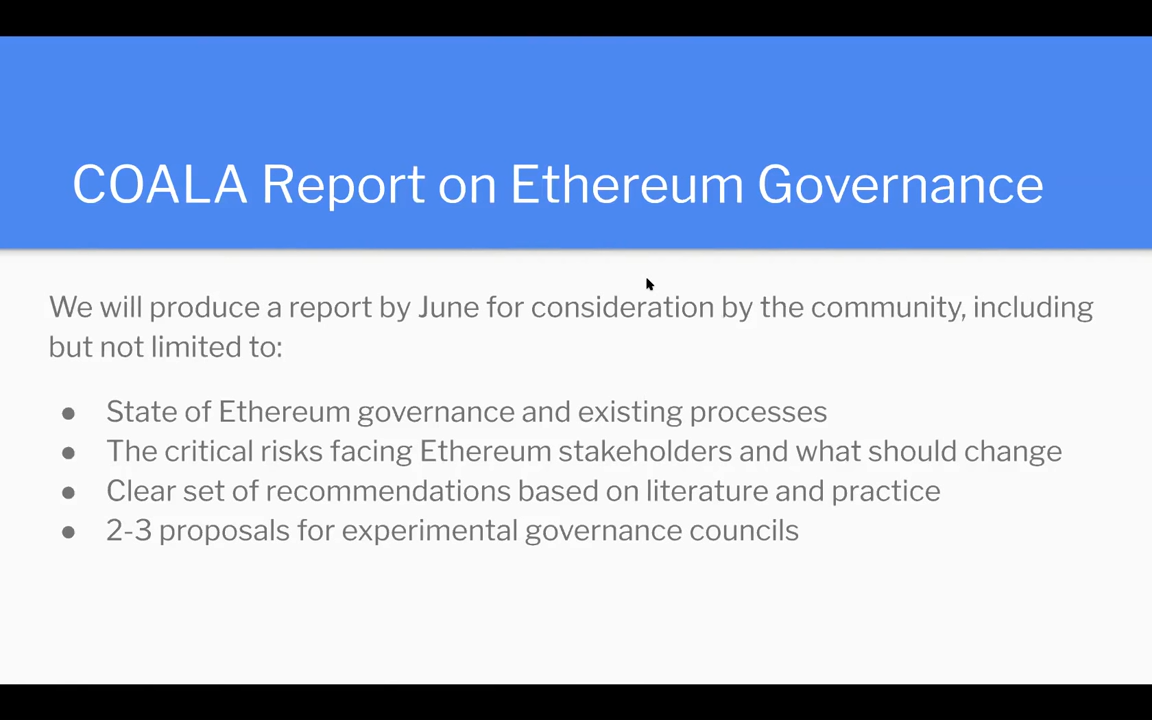 COALA Report on Ethereum Governance
We will produce a report by June for consideration by the community, including
but not limited to:
● State of Ethereum governance and existing processes
● The critical risks facing Ethereum stakeholders and what should change
● Clear set of recommendations based on literature and practice
● 2-3 proposals for experimental governance councils